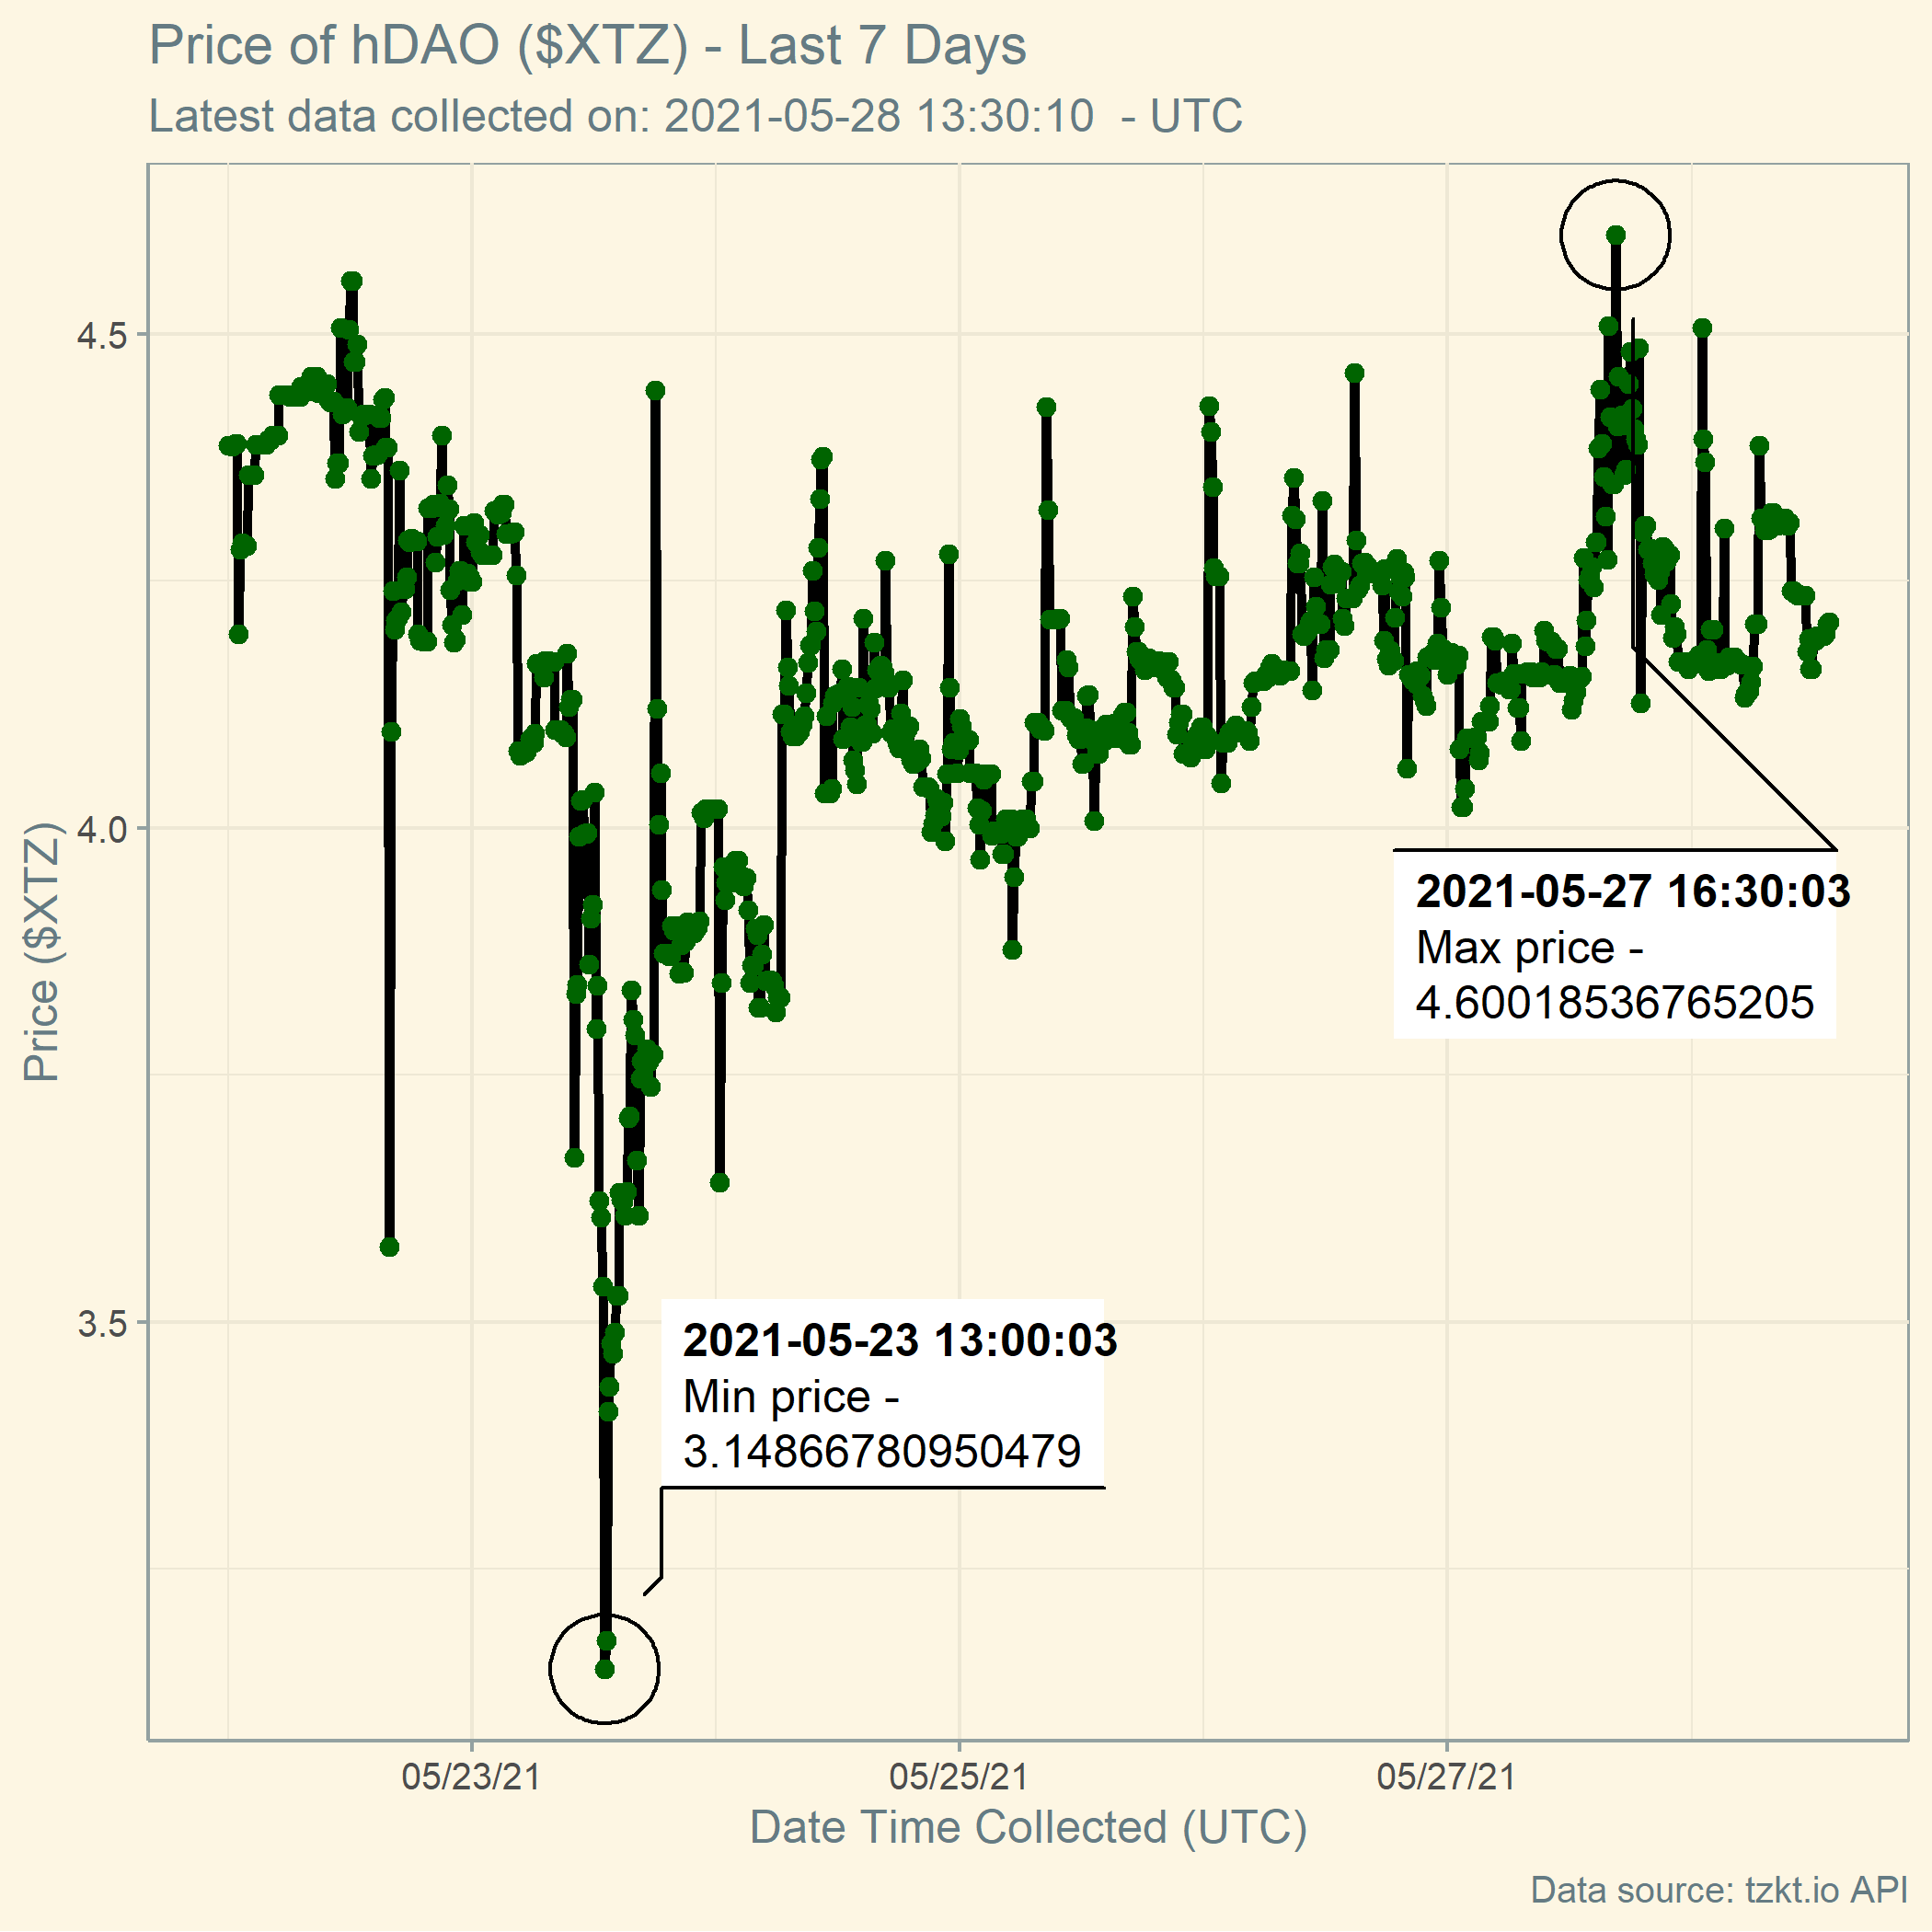 Price of hDAO ($XTZ) - Last 7 Days
Latest data collected on: 2021-05-28 13:30:10  - UTC
Price ($XTZ)
4.5
4.0
3.5
2021-05-27 16:30:03
Max price -
4.60018536765205
2021-05-23 13:00:03
Min price -
3.14866780950479
05/23/21
05/25/21
05/27/21
Date Time Collected (UTC)
Data source: tzkt.io API